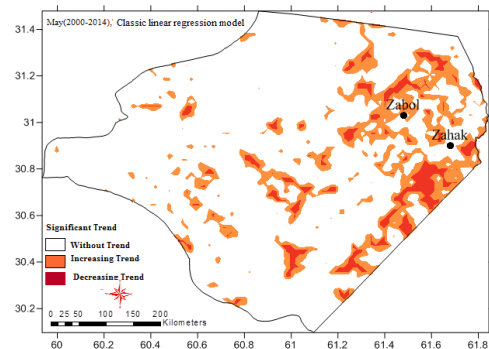 May(2000-2014), Classic linear regression model
31.4
31.2
31
30.8
30.6
30.4
30.2
Zabol
Zahak
Significant Trend
Without Trend
Increasing Trend
Decreasing Trend
0 25 50 100 150 200
Kilometers
60 60.2 60.4 60.6 60.8 61 61.2 61.4 61.6 61.8